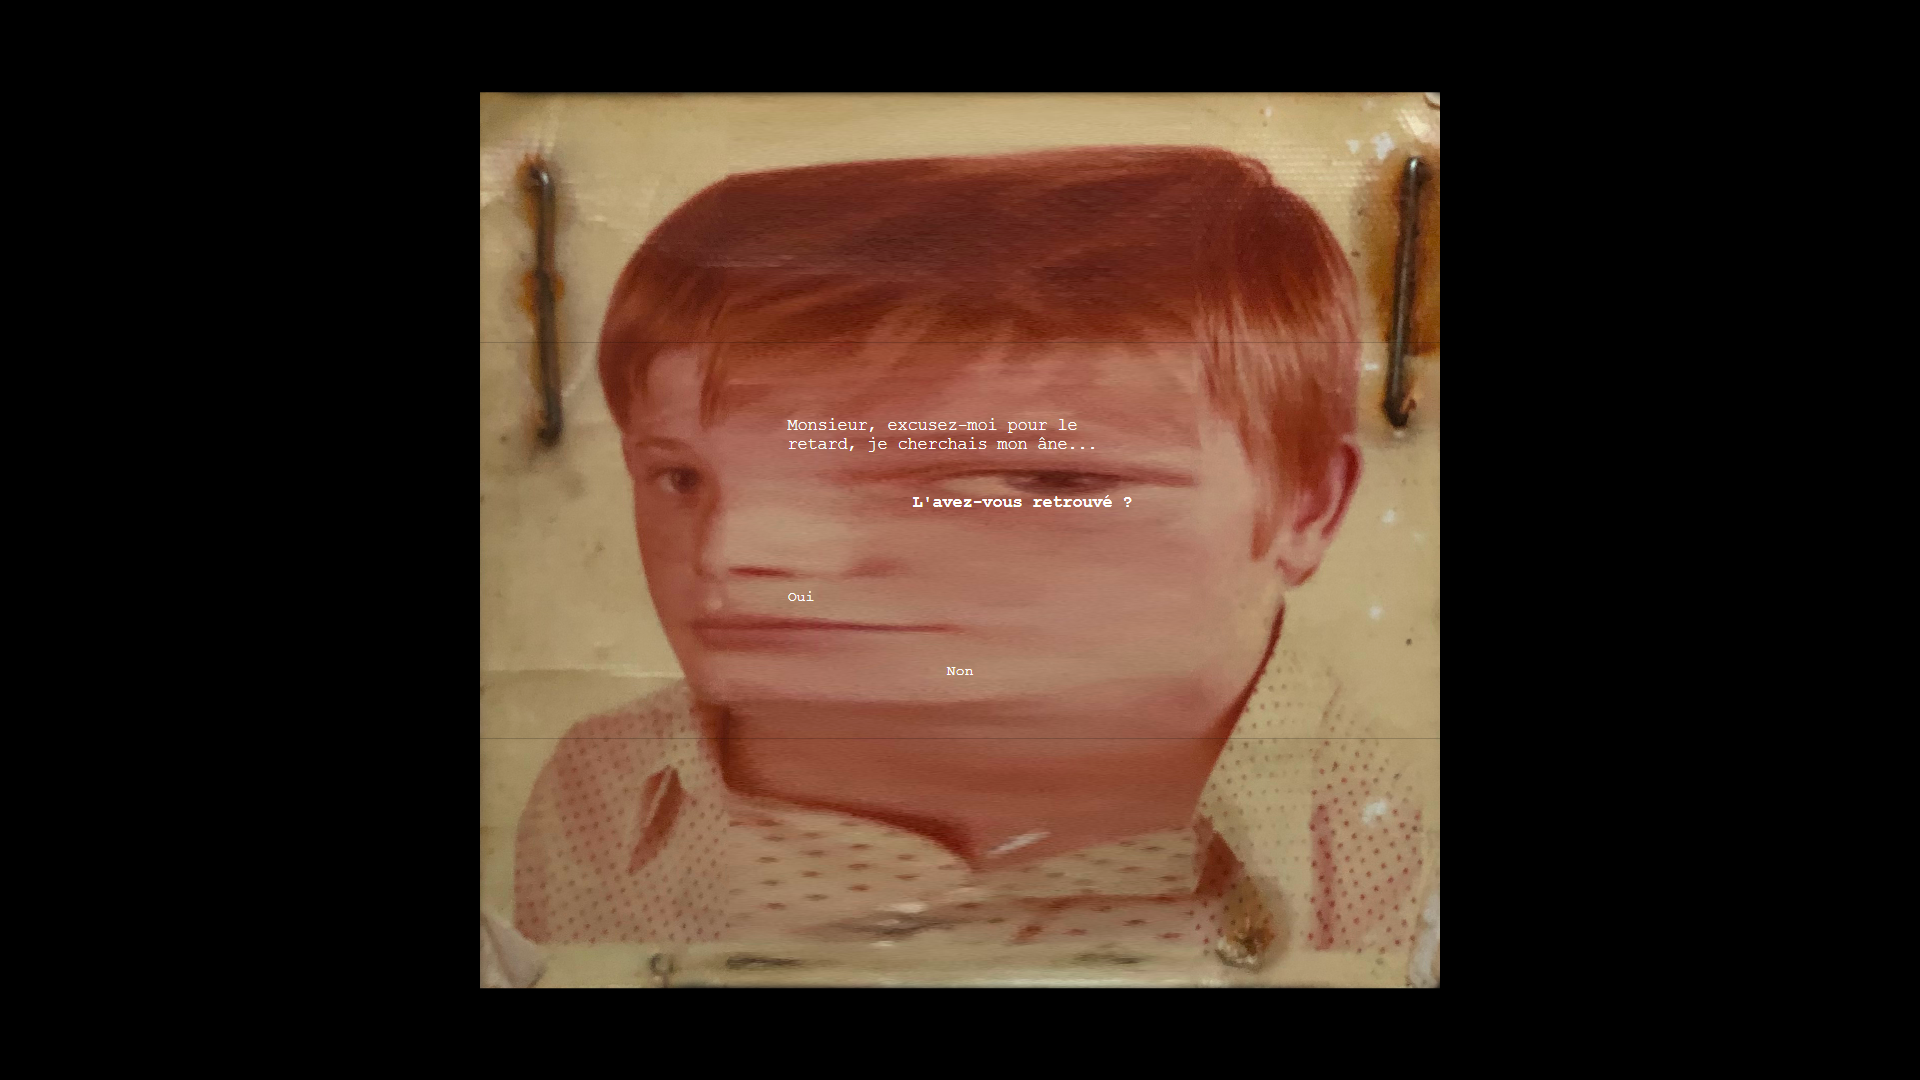 Monsieur, excusez-moi pour le
retard, je cherchais mon âne...
L'avez-vous retrouvé ?
Oui
Non